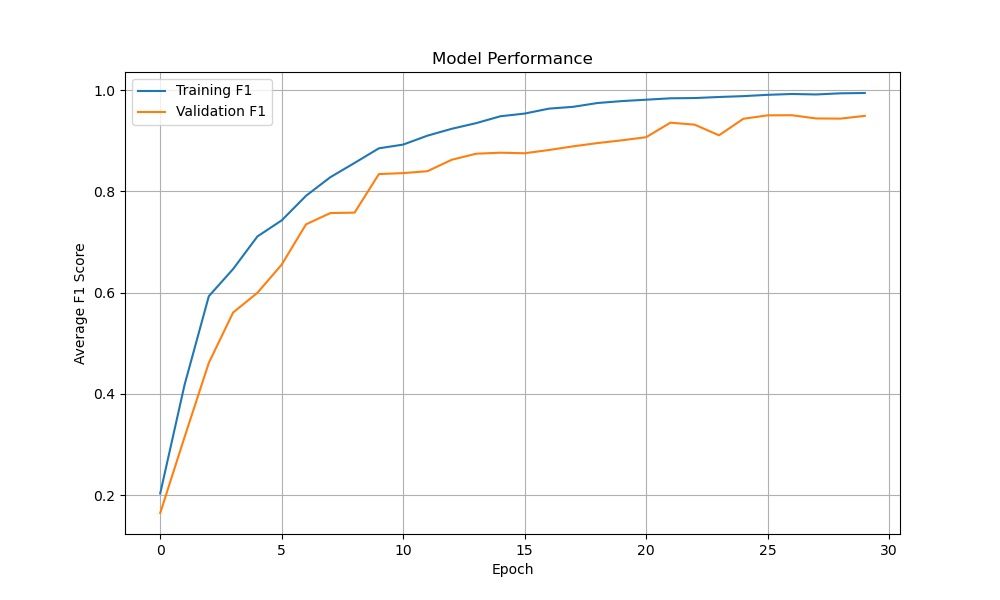 Model Performance
Training F1
Validation F1
1.0
0.8
0.6
0.4
0.2
Average F1 Score
0 5 10 15 20 25 30
Epoch